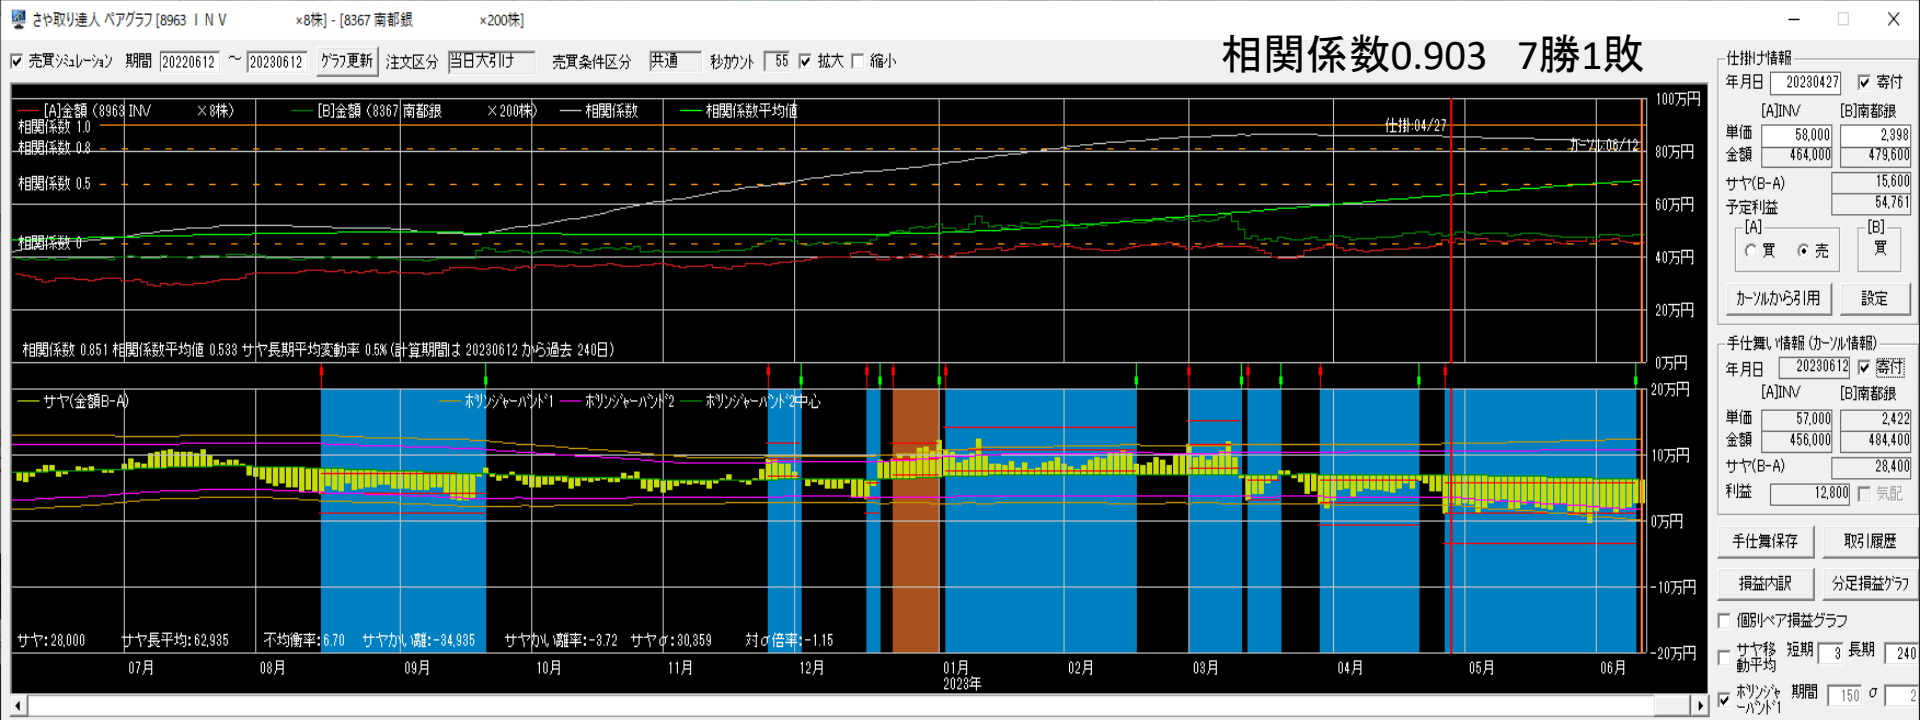 さや取り達人 ペアグラフ [8963 ＩＮＶ ×8株] - [8367 南都銀 ×200株]
売買シミュレーション 期間 20220612 ～ 20230612 グラフ更新 注文区分 当日大引け 売買条件区分 共通 秒カウント 55 拡大 縮小
相関係数0.903 7勝1敗
[A]金額 (8963 INV ×8株) [B]金額 (8367 南都銀 ×200株) 相関係数 相関係数平均値
相関係数 1.0
相関係数 0.8
相関係数 0.5
相関係数 0
仕掛:04/27
カーソル:06/12
100万円
80万円
60万円
40万円
20万円
0万円
相関係数 0.851 相関係数平均値 0.533 サヤ長期平均変動率 0.5% (計算期間は 20230612 から過去 240日)
サヤ(金額B-A) ボリンジャーバンド1 ボリンジャーバンド2 ボリンジャーバンド2中心
20万円
10万円
0万円
-10万円
-20万円
サヤ:28,000 サヤ長平均:62,935 不均衡率:6.70 サヤかい離:-34,935 サヤかい離率:-3.72 サヤσ:30,359 対σ倍率:-1.15
07月 08月 09月 10月 11月 12月 01月 02月 03月 04月 05月 06月
2023年
仕掛け情報
年月日 20230427 寄付
[A]INV [B]南都銀
単価 58,000 2,398
金額 464,000 479,600
サヤ(B-A) 15,600
予定利益 54,761
[A] [B]
買 売 買
カーソルから引用 設定
手仕舞い情報 (カーソル情報)
年月日 20230612 寄付
[A]INV [B]南都銀
単価 57,000 2,422
金額 456,000 484,400
サヤ(B-A) 28,400
利益 12,800 気配
手仕舞保存 取引履歴
損益内訳 分足損益グラフ
個別ペア損益グラフ
サヤ移動平均 短期 3 長期 240
ボリンジャーバンド1 期間 150 σ 2